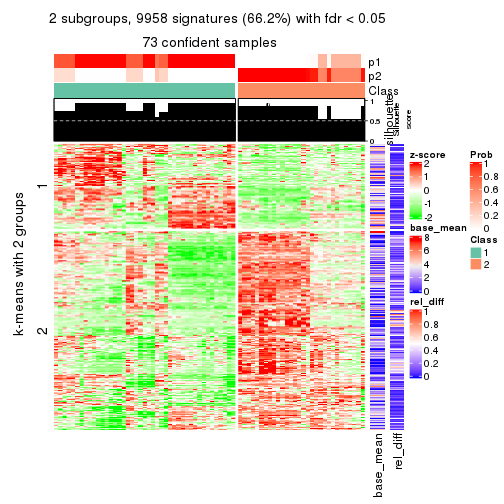 2 subgroups, 9958 signatures (66.2%) with fdr < 0.05
73 confident samples
p1
p2
Class
1
0.5
0
silhouette
Silhouette
score
k-means with 2 groups
1
2
base_mean
rel_diff
z-score
2
1
0
-1
-2
base_mean
8
6
4
2
0
rel_diff
1
0.8
0.6
0.4
0.2
0
Prob
1
0.8
0.6
0.4
0.2
0
Class
1
2